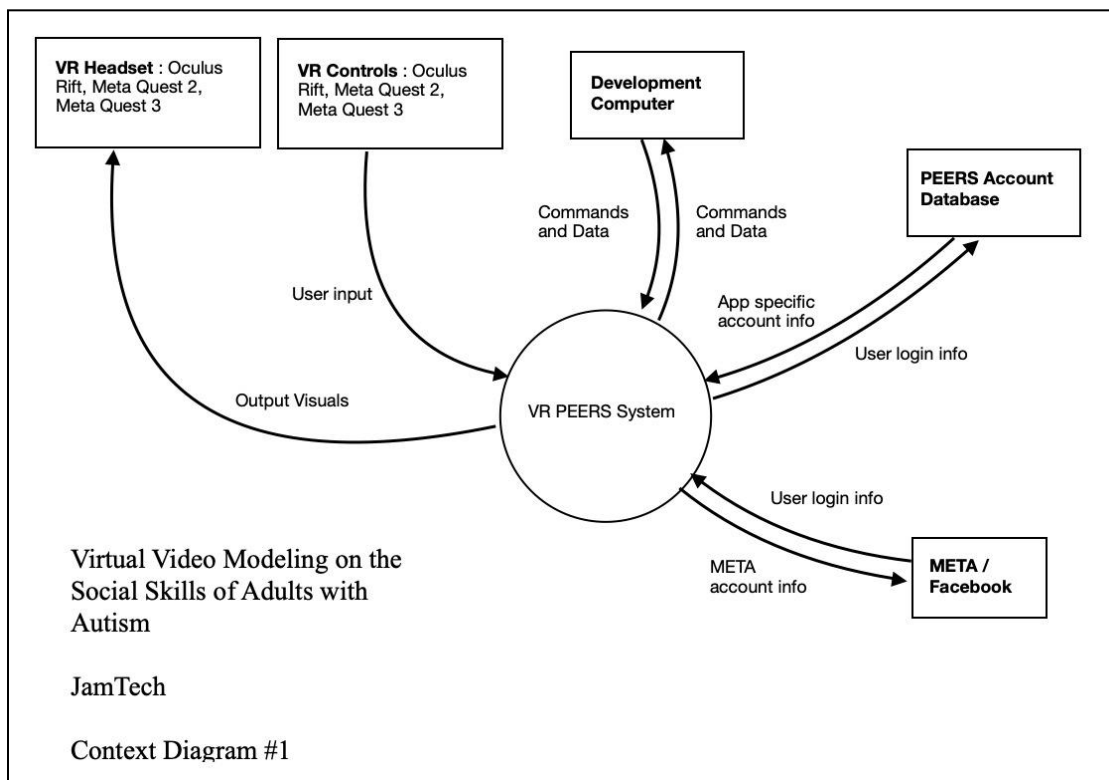 VR Headset : Oculus
Rift, Meta Quest 2,
Meta Quest 3
VR Controls : Oculus
Rift, Meta Quest 2,
Meta Quest 3
Development
Computer
PEERS Account
Database
Commands
and Data
Commands
and Data
User input
App specific
account info
User login info
Output Visuals
VR PEERS System
User login info
META
account info
META /
Facebook
Virtual Video Modeling on the
Social Skills of Adults with
Autism
JamTech
Context Diagram #1